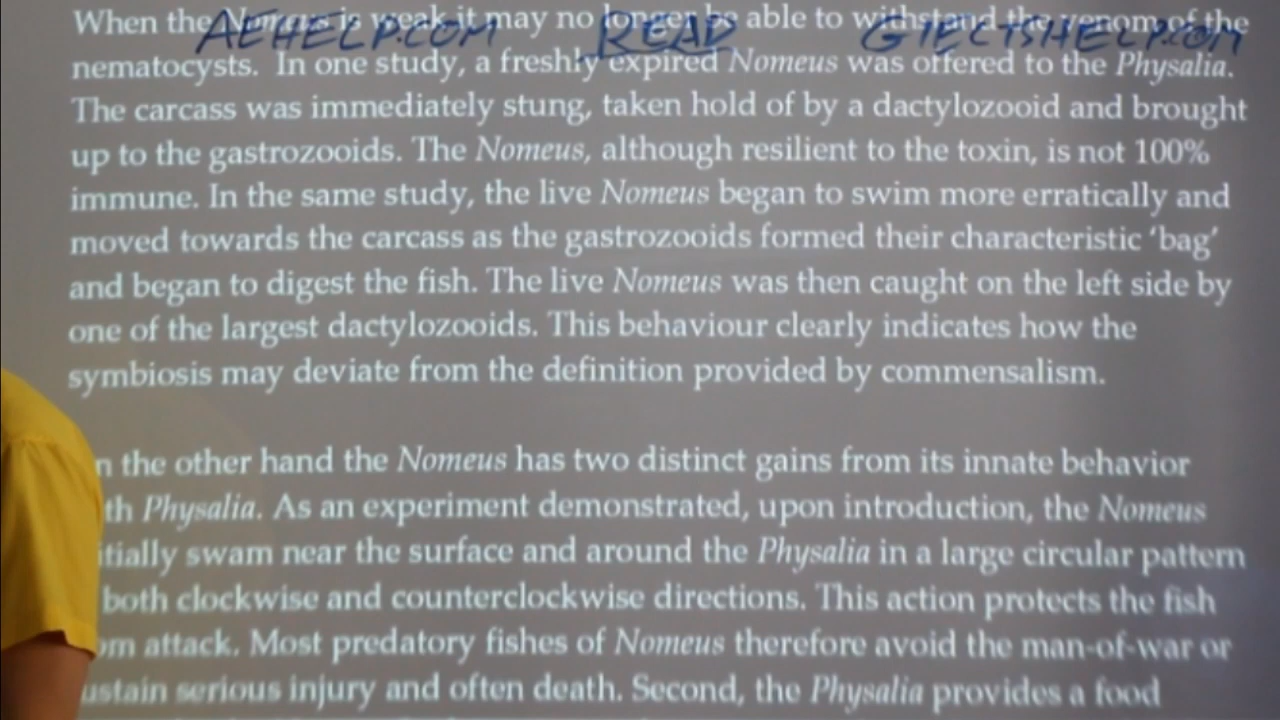 When the Nomeus is weak it may no longer be able to withstand the venom of the
AEHELP.COM READ GIECTSHELP.COM
nematocysts. In one study, a freshly expired Nomeus was offered to the Physalia.
The carcass was immediately stung, taken hold of by a dactylozooid and brought
up to the gastrozooids. The Nomeus, although resilient to the toxin, is not 100%
immune. In the same study, the live Nomeus began to swim more erratically and
moved towards the carcass as the gastrozooids formed their characteristic ‘bag’
and began to digest the fish. The live Nomeus was then caught on the left side by
one of the largest dactylozooids. This behaviour clearly indicates how the
symbiosis may deviate from the definition provided by commensalism.
n the other hand the Nomeus has two distinct gains from its innate behavior
th Physalia. As an experiment demonstrated, upon introduction, the Nomeus
itially swam near the surface and around the Physalia in a large circular pattern
both clockwise and counterclockwise directions. This action protects the fish
om attack. Most predatory fishes of Nomeus therefore avoid the man-of-war or
ustain serious injury and often death. Second, the Physalia provides a food